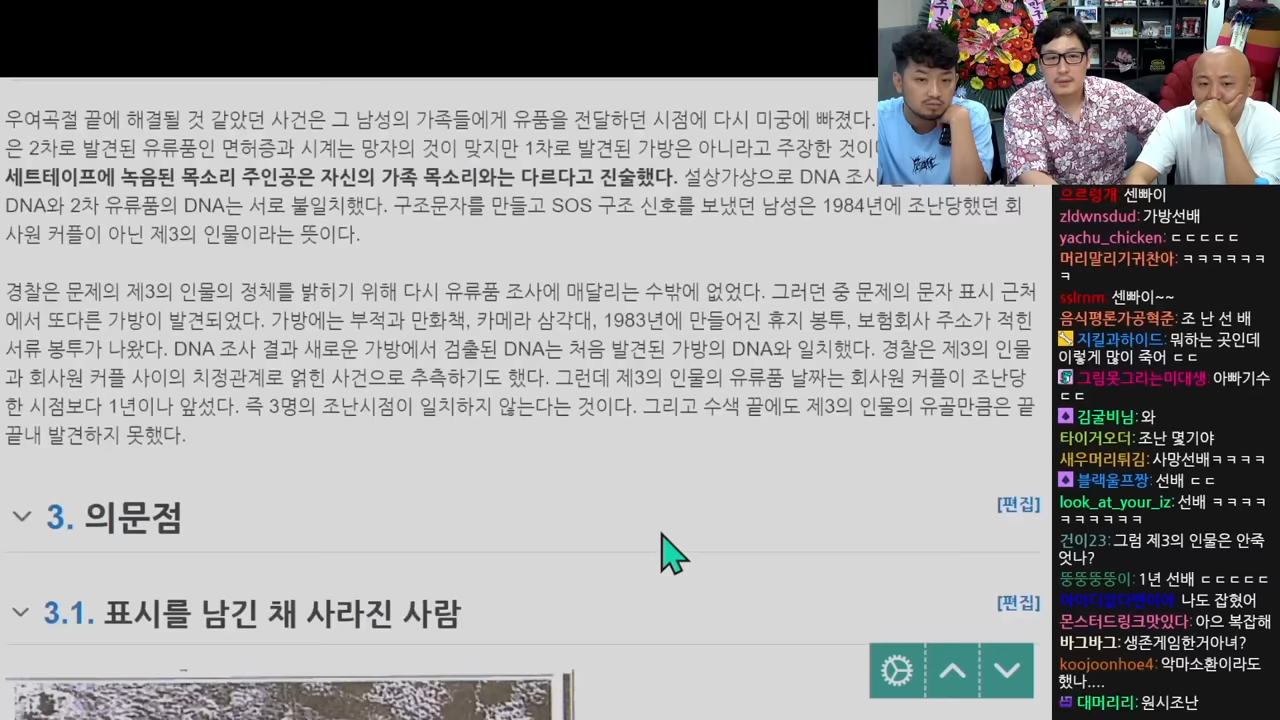 우여곡절 끝에 해결될 것 같았던 사건은 그 남성의 가족들에게 유품을 전달하던 시점에 다시 미궁에 빠졌다.
은 2차로 발견된 유류품인 면허증과 시계는 망자의 것이 맞지만 1차로 발견된 가방은 아니라고 주장한 것이
세트테이프에 녹음된 목소리 주인공은 자신의 가족 목소리와는 다르다고 진술했다. 설상가상으로 DNA 조사
DNA와 2차 유류품의 DNA는 서로 불일치했다. 구조문자를 만들고 SOS 구조 신호를 보냈던 남성은 1984년에 조난당했던 회
사원 커플이 아닌 제3의 인물이라는 뜻이다.
경찰은 문제의 제3의 인물의 정체를 밝히기 위해 다시 유류품 조사에 매달리는 수밖에 없었다. 그러던 중 문제의 문자 표시 근처
에서 또다른 가방이 발견되었다. 가방에는 부적과 만화책, 카메라 삼각대, 1983년에 만들어진 휴지 봉투, 보험회사 주소가 적힌
서류 봉투가 나왔다. DNA 조사 결과 새로운 가방에서 검출된 DNA는 처음 발견된 가방의 DNA와 일치했다. 경찰은 제3의 인물
과 회사원 커플 사이의 치정관계로 얽힌 사건으로 추측하기도 했다. 그런데 제3의 인물의 유류품 날짜는 회사원 커플이 조난당
한 시점보다 1년이나 앞섰다. 즉 3명의 조난시점이 일치하지 않는다는 것이다. 그리고 수색 끝에도 제3의 인물의 유골만큼은 끝
끝내 발견하지 못했다.
3. 의문점
[편집]
3.1. 표시를 남긴 채 사라진 사람
[편집]
으르렁개 센빠이
zldwnsdud: 가방선배
yachu_chicken: ㄷㄷㄷㄷㄷ
머리말리기귀찬아: ㅋㅋㅋㅋㅋㅋ
ㅋ
sslrnm 센빠이~~
음식평론가공혁준: 조 난 선 배
지킬과하이드: 뭐하는 곳인데
이렇게 많이 죽어 ㄷㄷ
그림못그리는미대생: 아빠기수
ㄷㄷ
김굴비님: 와
타이거오더: 조난 몇기야
새우머리튀김: 사망선배ㅋㅋㅋㅋ
블랙울프짱: 선배 ㄷㄷ
look_at_your_iz: 선배 ㅋㅋㅋㅋ
ㅋㅋㅋㅋㅋㅋ
건이23: 그럼 제3의 인물은 안죽
엇나?
뚱뚱뚱뚱이: 1년 선배 ㄷㄷㄷㄷㄷ
나도 잡혔어
몬스터드링크맛있다: 아으 복잡해
바그바그: 생존게임한거아녀?
koojoonhoe4: 악마소환이라도
했나....
대머리리: 원시조난